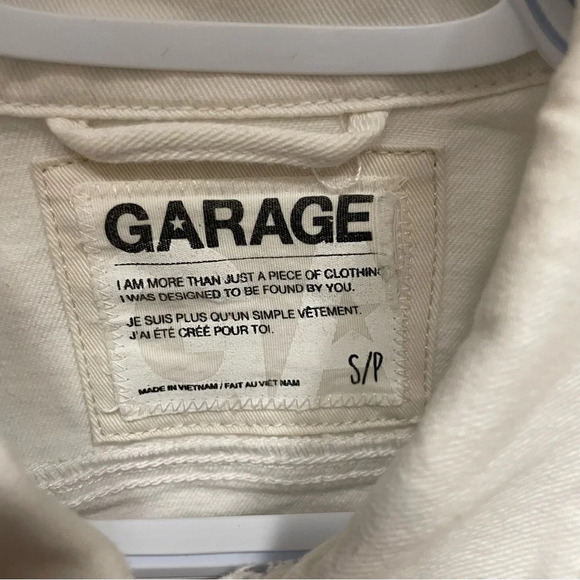 GARAGE
I AM MORE THAN JUST A PIECE OF CLOTHING
I WAS DESIGNED TO BE FOUND BY YOU.
JE SUIS PLUS QU'UN SIMPLE VÊTEMENT.
J'AI ÉTÉ CRÉÉ POUR TOI.
S/P
MADE IN VIETNAM / FAIT AU VIET NAM